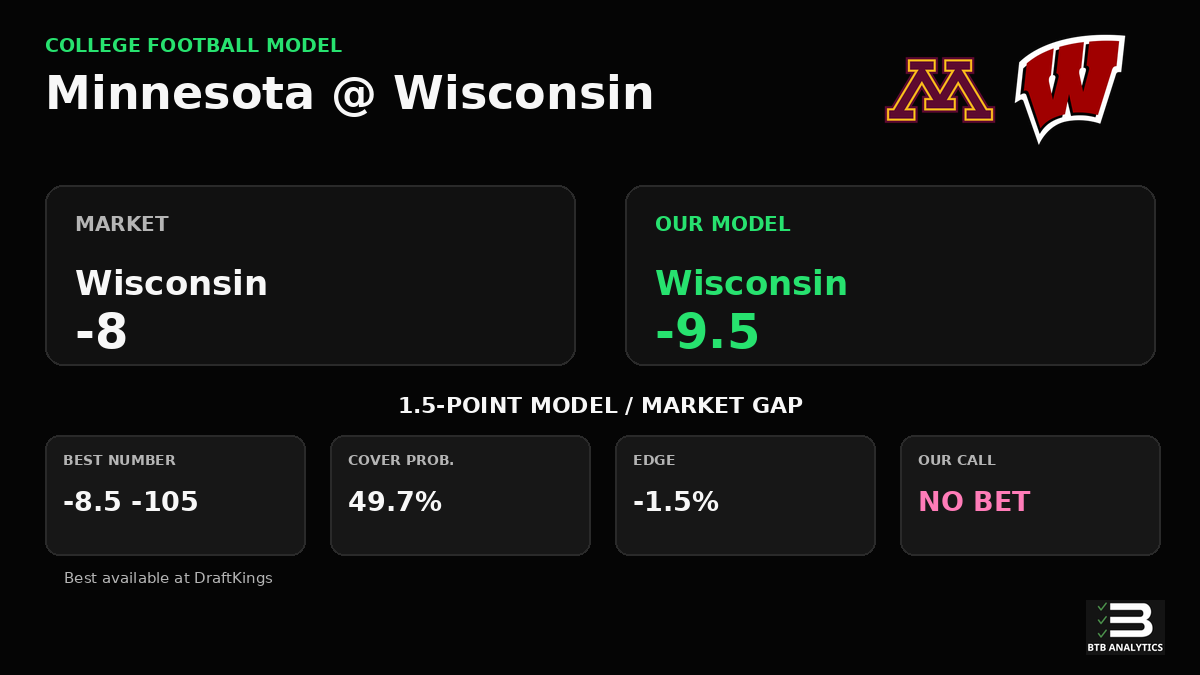 COLLEGE FOOTBALL MODEL
Minnesota @ Wisconsin
M
W
MARKET
Wisconsin
-8
OUR MODEL
Wisconsin
-9.5
1.5-POINT MODEL / MARKET GAP
BEST NUMBER
-8.5 -105
COVER PROB.
49.7%
EDGE
-1.5%
OUR CALL
NO BET
Best available at DraftKings
B
BTB ANALYTICS